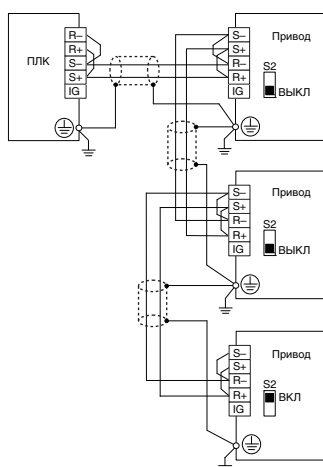 ПЛК
R–
R+
S–
S+
IG
S–
S+
R–
R+
IG
Привод
S2
ВЫКЛ
S–
S+
R–
R+
IG
Привод
S2
ВЫКЛ
S–
S+
R–
R+
IG
Привод
S2
ВКЛ